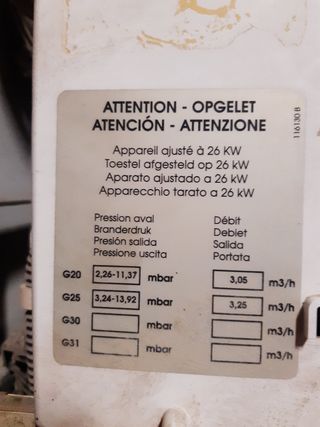 ATTENTION - OPGELET
ATENCIÓN - ATTENZIONE
Appareil ajusté à 26 KW
Toestel afgesteld op 26 kW
Aparato ajustado a 26 kW
Apparecchio tarato a 26 kW
Pression aval Débit
Branderdruk Debiet
Presión salida Salida
Pressione uscita Portata
G20 2,26-11,37 mbar 3,05 m3/h
G25 3,24-13,92 mbar 3,25 m3/h
G30 mbar m3/h
G31 mbar m3/h
116130 B